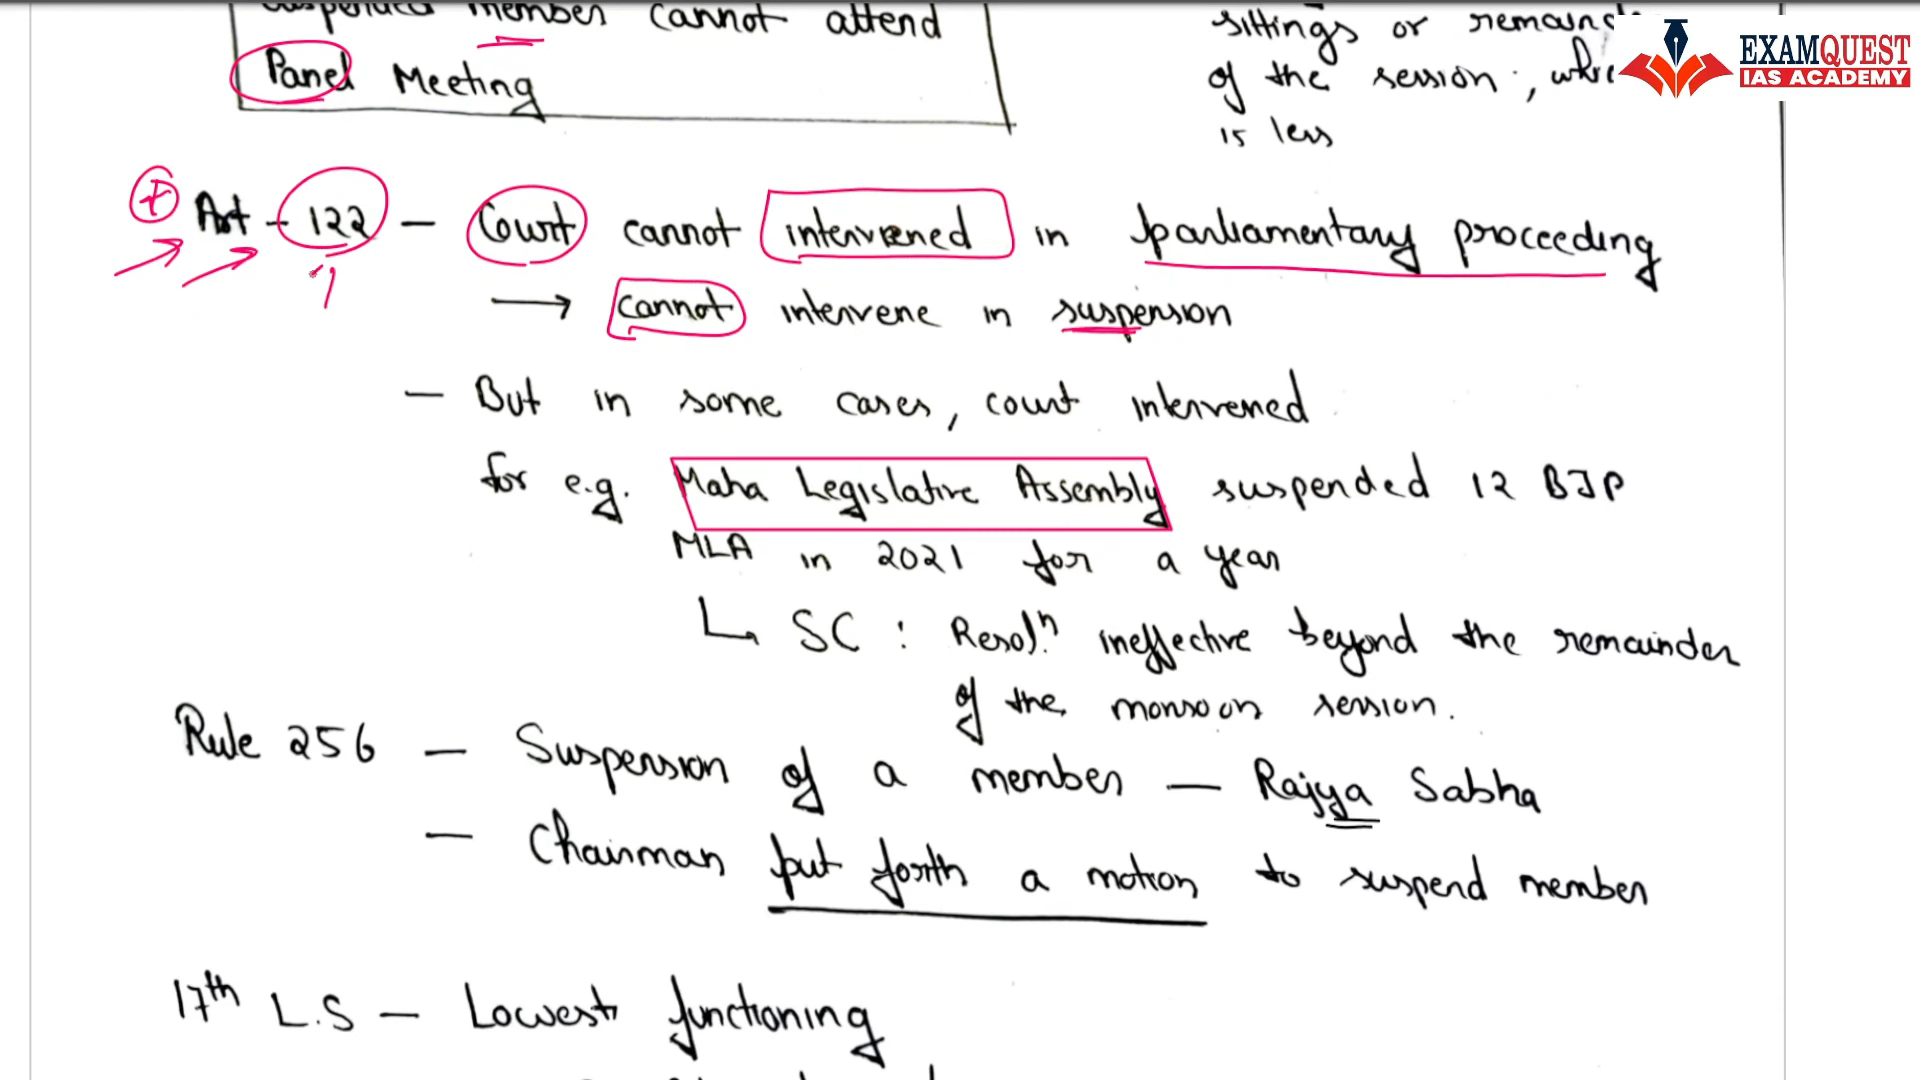 suspended member cannot attend
Panel Meeting
sittings or remaind
of the session ; whic
is less
EXAMQUEST
IAS ACADEMY
Art - 122 - Court cannot intervened in parliamentary proceeding
→ cannot intervene in suspension
- But in some cases, court intervened
for e.g. Maha Legislative Assembly suspended 12 BJP
MLA in 2021 for a year
↳ SC : Resol.ⁿ ineffective beyond the remainder
of the monsoon session.
Rule 256 - Suspension of a member - Rajya Sabha
- Chairman put forth a motion to suspend member
17th L.S - Lowest functioning